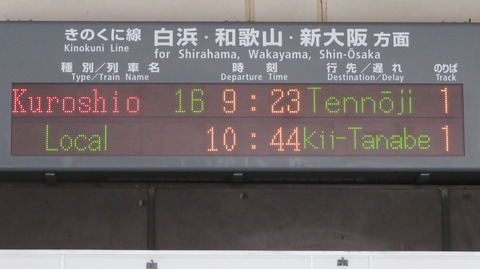 きのくに線 白浜・和歌山・新大阪 方面
Kinokuni Line for Shirahama, Wakayama, Shin-Ōsaka
種別/列車名 時刻 行先/遅れ のりば
Type/Train Name Departure Time Destination/Delay Track
Kuroshio 16 9:23 Tennōji 1
Local 10:44 Kii-Tanabe 1